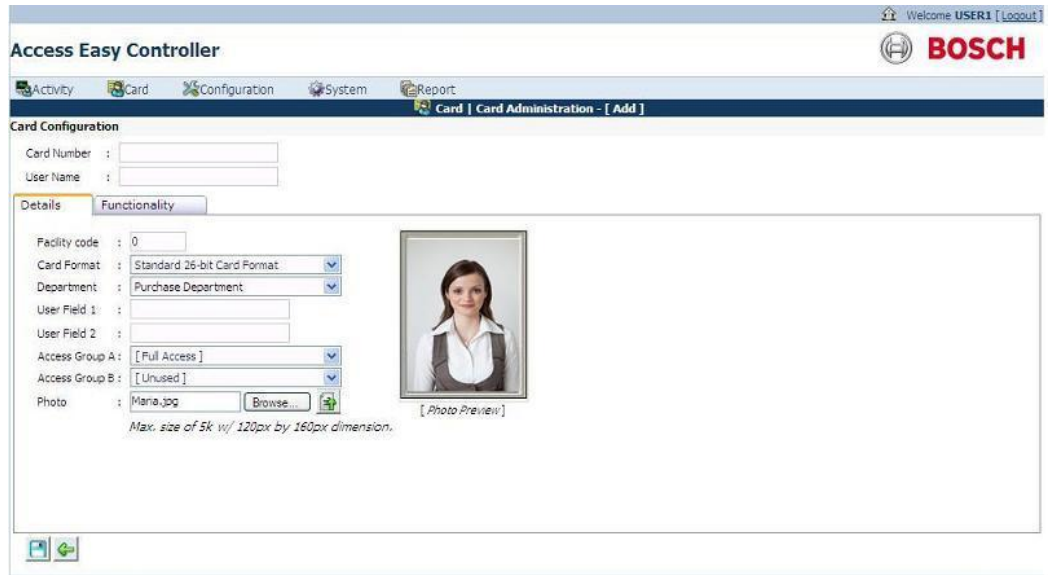 Welcome USER1 [ Logout ]
Access Easy Controller
BOSCH
Activity Card Configuration System Report
Card | Card Administration - [ Add ]
Card Configuration
Card Number :
User Name :
Details Functionality
Facility code : 0
Card Format : Standard 26-bit Card Format
Department : Purchase Department
User Field 1 :
User Field 2 :
Access Group A : [ Full Access ]
Access Group B : [ Unused ]
Photo : Maria.jpg Browse...
[ Photo Preview ]
Max. size of 5k w/ 120px by 160px dimension.